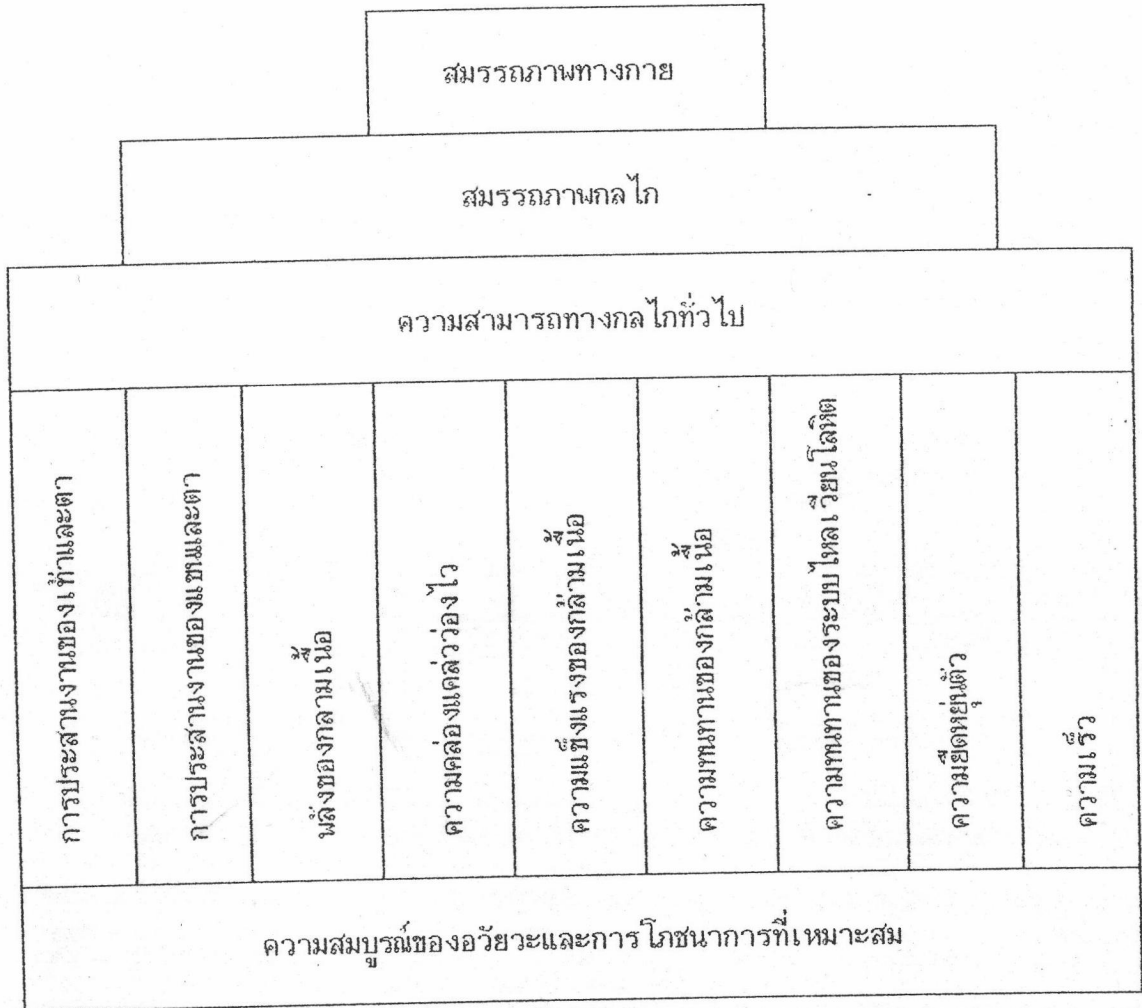 สมรรถภาพทางกาย
สมรรถภาพกลไก
ความสามารถทางกลไกทั่วไป
การประสานงานของเท้าและตา
การประสานงานของแขนและตา
พลังของกลามเนื้อ
ความคล่องแคล่วว่องไว
ความแข็งแรงของกล้ามเนื้อ
ความทนทานของกล้ามเนื้อ
ความทนทานของระบบไหลเวียนโลหิต
ความยืดหยุ่นตัว
ความเร็ว
ความสมบูรณ์ของอวัยวะและการโภชนาการที่เหมาะสม